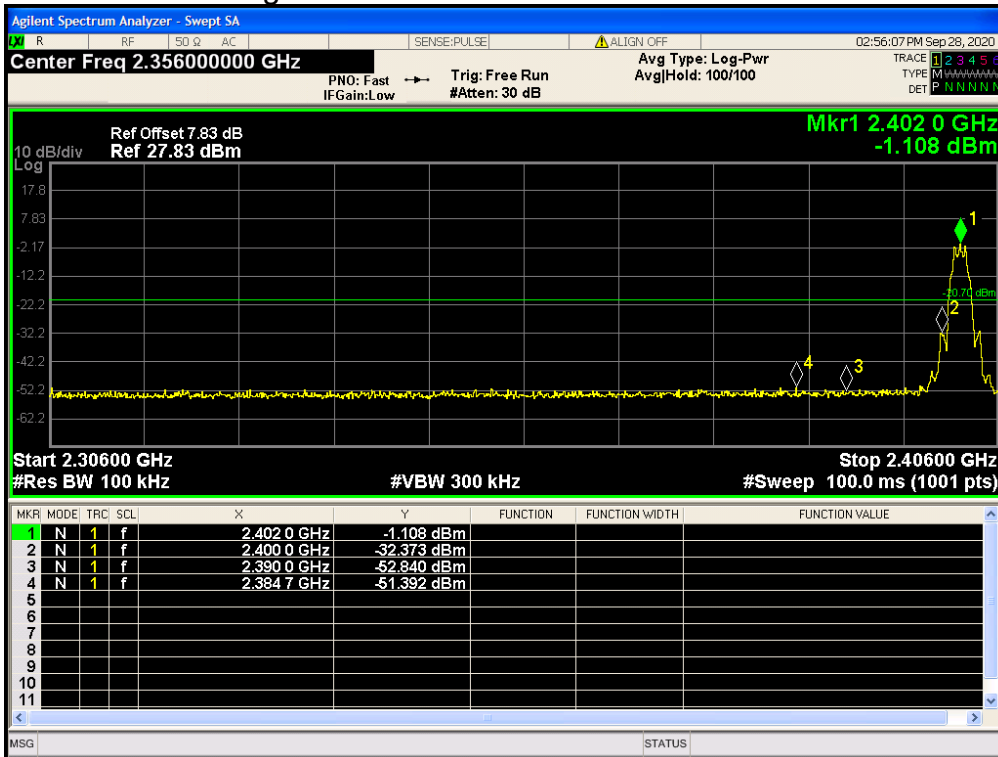 Agilent Spectrum Analyzer - Swept SA
LXI R RF 50 Ω AC SENSE:PULSE ALIGN OFF 02:56:07 PM Sep 28, 2020
Center Freq 2.356000000 GHz Avg Type: Log-Pwr TRACE 1 2 3 4 5 6
PNO: Fast Trig: Free Run Avg|Hold: 100/100 TYPE M
IFGain:Low #Atten: 30 dB DET P N N N N N
Mkr1 2.402 0 GHz
Ref Offset 7.83 dB
10 dB/div Ref 27.83 dBm -1.108 dBm
Log
17.8
7.83
1
-2.17
-12.2
-20.70 dBm
-22.2
2
-32.2
-42.2
4
3
-52.2
-62.2
Start 2.30600 GHz Stop 2.40600 GHz
#Res BW 100 kHz #VBW 300 kHz #Sweep 100.0 ms (1001 pts)
MKR MODE TRC SCL X Y FUNCTION FUNCTION WIDTH FUNCTION VALUE
1 N 1 f 2.402 0 GHz -1.108 dBm
2 N 1 f 2.400 0 GHz -32.373 dBm
3 N 1 f 2.390 0 GHz -52.840 dBm
4 N 1 f 2.384 7 GHz -51.392 dBm
5
6
7
8
9
10
11
MSG STATUS